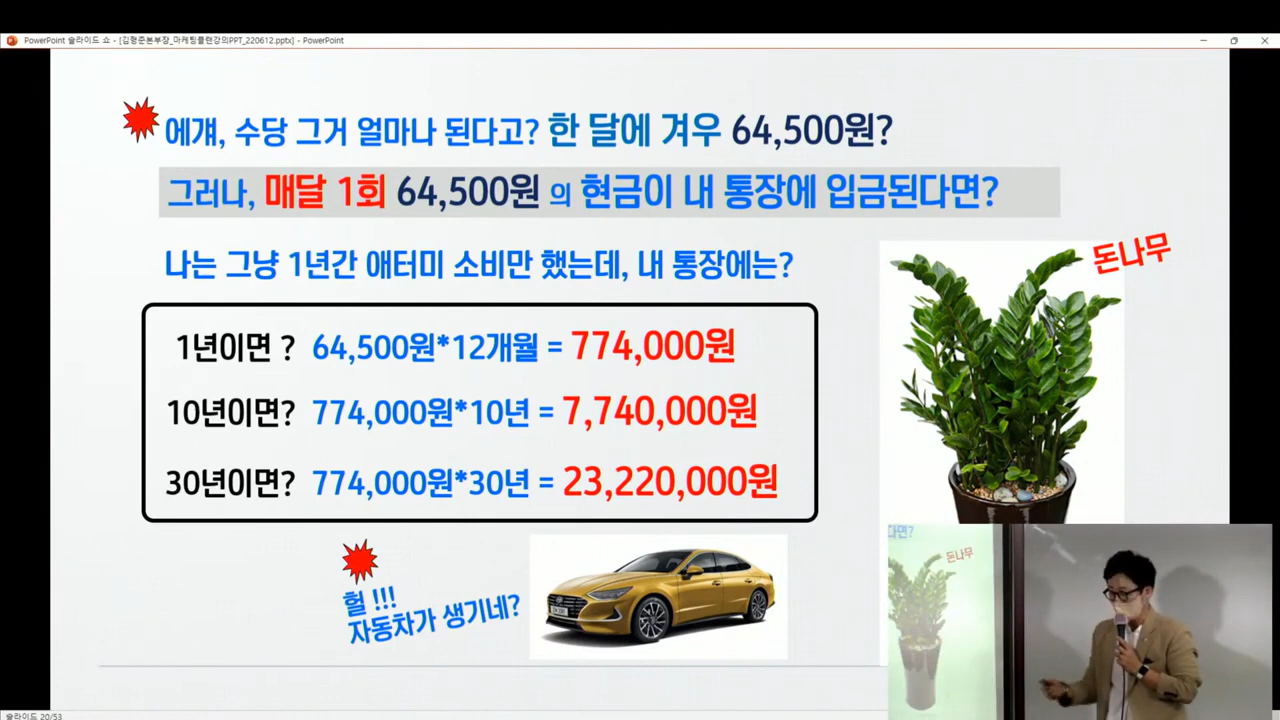 PowerPoint 슬라이드 쇼 - [김형준본부장_마케팅플랜강의PPT_220612.pptx] - PowerPoint
에걔, 수당 그거 얼마나 된다고? 한 달에 겨우 64,500원?
그러나, 매달 1회 64,500원 의 현금이 내 통장에 입금된다면?
돈나무
나는 그냥 1년간 애터미 소비만 했는데, 내 통장에는?
1년이면 ? 64,500원*12개월 = 774,000원
10년이면? 774,000원*10년 = 7,740,000원
30년이면? 774,000원*30년 = 23,220,000원
헐 !!!
자동차가 생기네?
다면?
돈나무
슬라이드 20/53